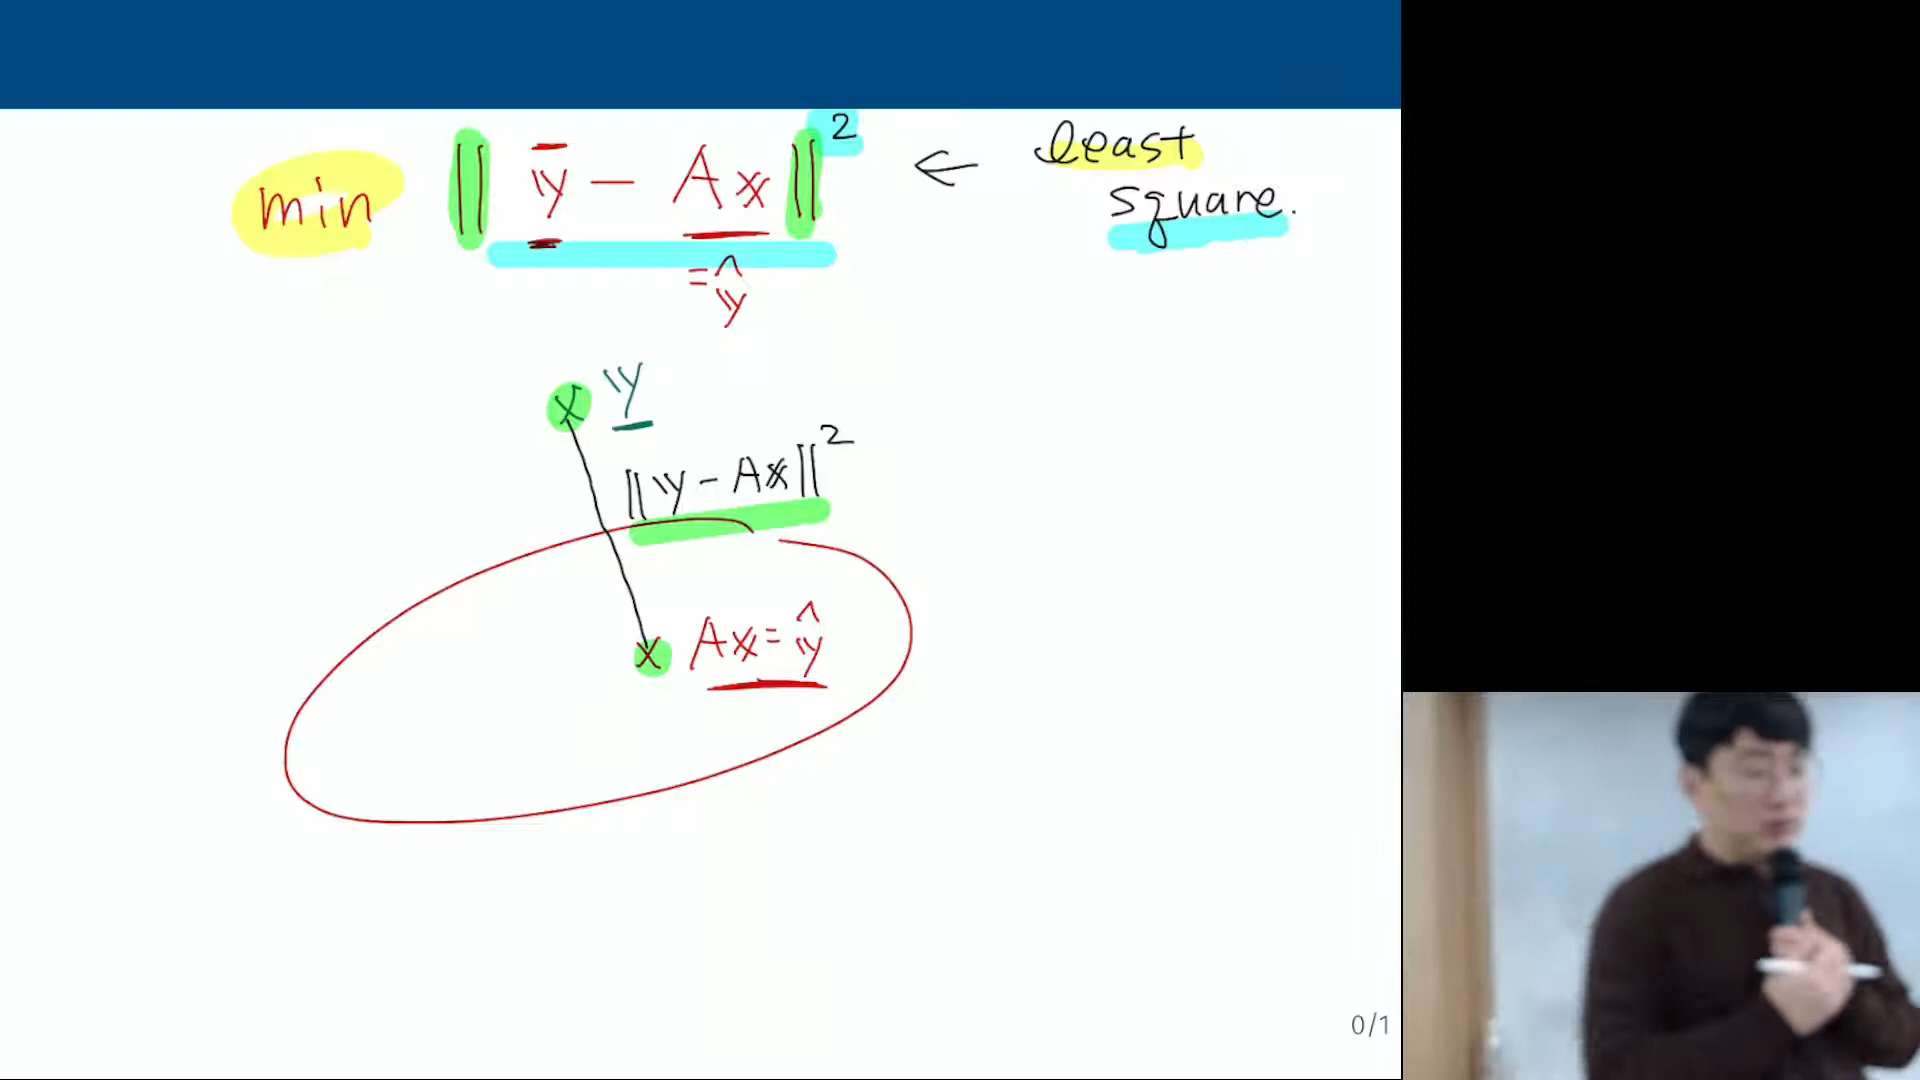 min ‖ y − Ax ‖² ← least
square.
= ŷ
y
‖y − Ax‖²
Ax = ŷ
0/1